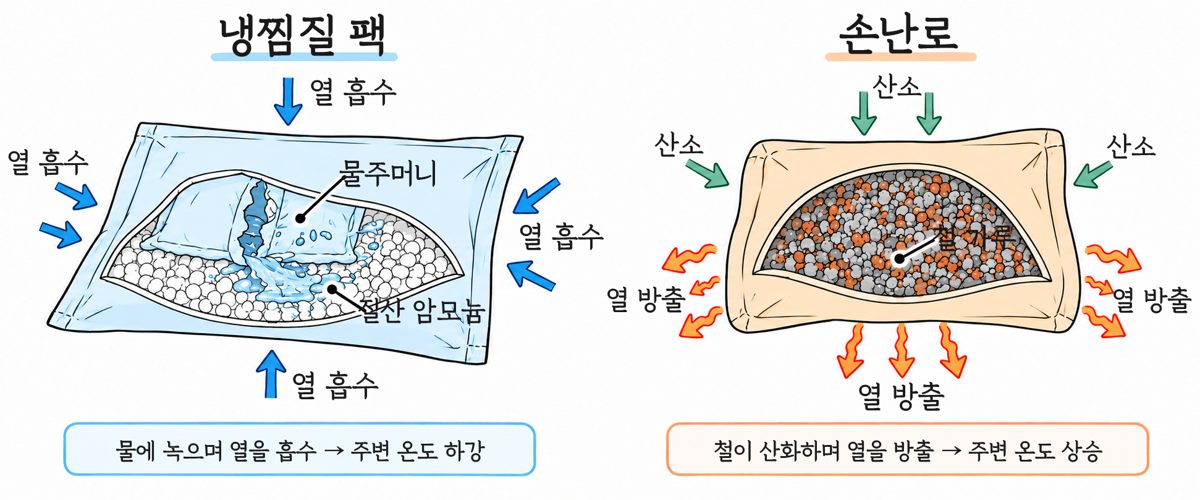 냉찜질 팩
열 흡수
열 흡수
물주머니
열 흡수
질산 암모늄
열 흡수
물에 녹으며 열을 흡수 → 주변 온도 하강
손난로
산소
산소
산소
철 가루
열 방출
열 방출
열 방출
철이 산화하며 열을 방출 → 주변 온도 상승